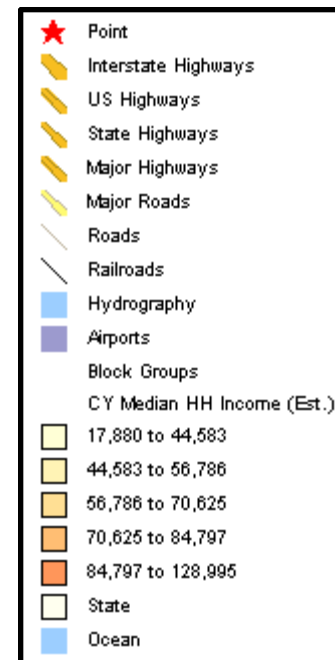 Point
Interstate Highways
US Highways
State Highways
Major Highways
Major Roads
Roads
Railroads
Hydrography
Airports
Block Groups
CY Median HH Income (Est.)
17,880 to 44,583
44,583 to 56,786
56,786 to 70,625
70,625 to 84,797
84,797 to 128,995
State
Ocean